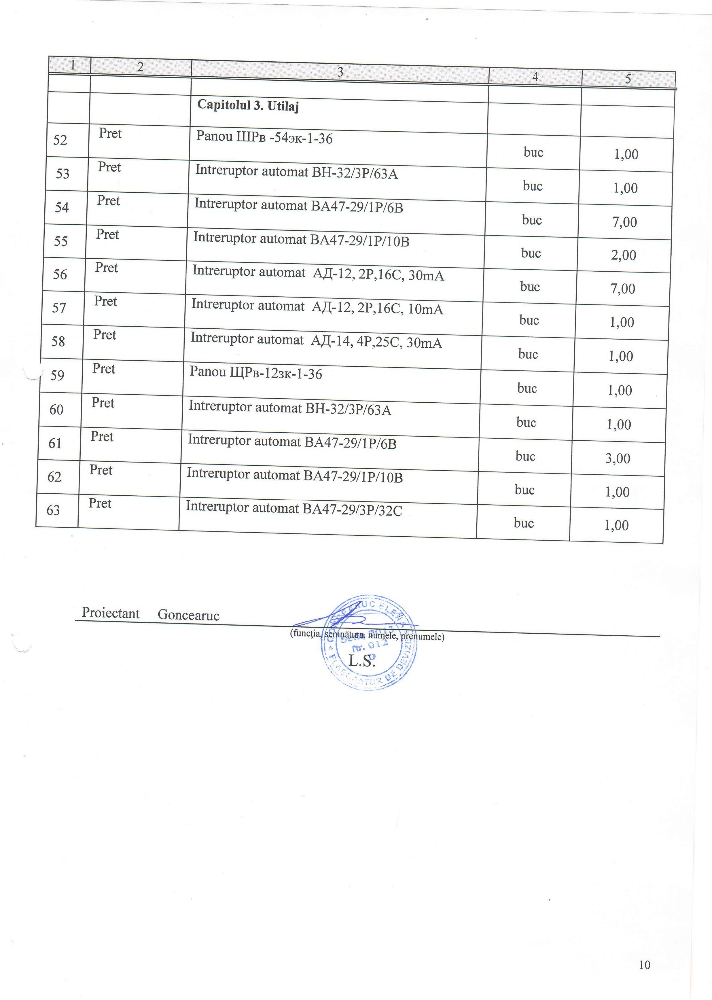 1 2 3 4 5
Capitolul 3. Utilaj
52 Pret Panou ШРв -54эк-1-36 buc 1,00
53 Pret Intreruptor automat ВН-32/3Р/63А buc 1,00
54 Pret Intreruptor automat ВА47-29/1Р/6В buc 7,00
55 Pret Intreruptor automat ВА47-29/1Р/10В buc 2,00
56 Pret Intreruptor automat АД-12, 2Р,16С, 30mA buc 7,00
57 Pret Intreruptor automat АД-12, 2Р,16С, 10mA buc 1,00
58 Pret Intreruptor automat АД-14, 4Р,25С, 30mA buc 1,00
59 Pret Panou ЩРв-12зк-1-36 buc 1,00
60 Pret Intreruptor automat ВН-32/3Р/63А buc 1,00
61 Pret Intreruptor automat ВА47-29/1Р/6В buc 3,00
62 Pret Intreruptor automat ВА47-29/1Р/10В buc 1,00
63 Pret Intreruptor automat ВА47-29/3Р/32С buc 1,00
Proiectant Goncearuc
(funcţia, semnătura, numele, prenumele)
L.S.
GONCEARUC ELENA
Seria 2013
Nr. 012
ELABORATOR DE DEVIZE
10